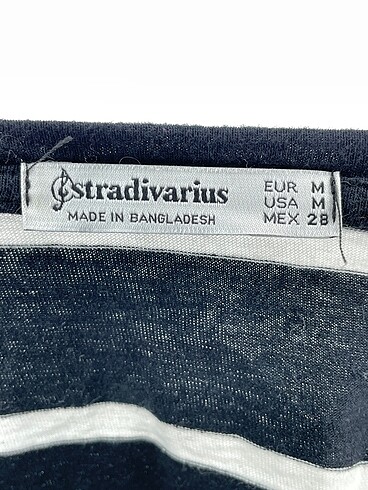 stradivarius
MADE IN BANGLADESH
EUR M
USA M
MEX 28